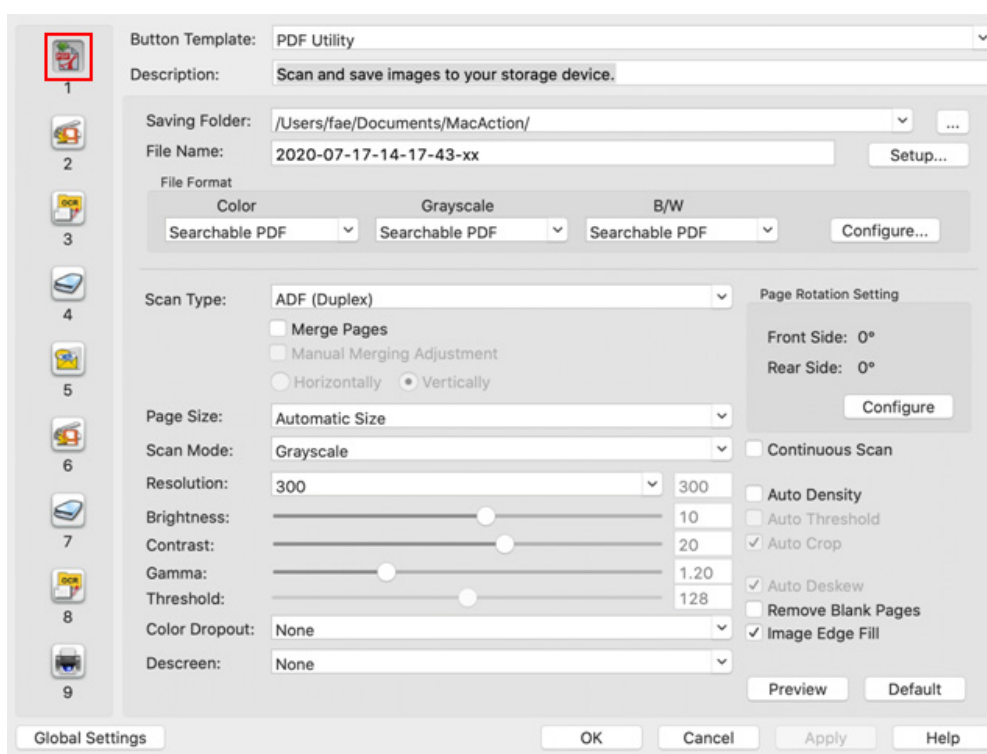 Button Template: PDF Utility
Description: Scan and save images to your storage device.
Saving Folder: /Users/fae/Documents/MacAction/ ...
File Name: 2020-07-17-14-17-43-xx Setup...
File Format
Color Grayscale B/W
Searchable PDF Searchable PDF Searchable PDF Configure...
Scan Type: ADF (Duplex) Page Rotation Setting
Merge Pages
Front Side: 0°
Manual Merging Adjustment
Rear Side: 0°
Horizontally Vertically
Configure
Page Size: Automatic Size
Scan Mode: Grayscale Continuous Scan
Resolution: 300 300
Auto Density
Brightness: 10 Auto Threshold
Contrast: 20 Auto Crop
Gamma: 1.20
Auto Deskew
Threshold: 128
Remove Blank Pages
Color Dropout: None Image Edge Fill
Descreen: None
Preview Default
1
PDF
2
OCR
3
4
5
6
7
OCR
8
9
Global Settings OK Cancel Apply Help